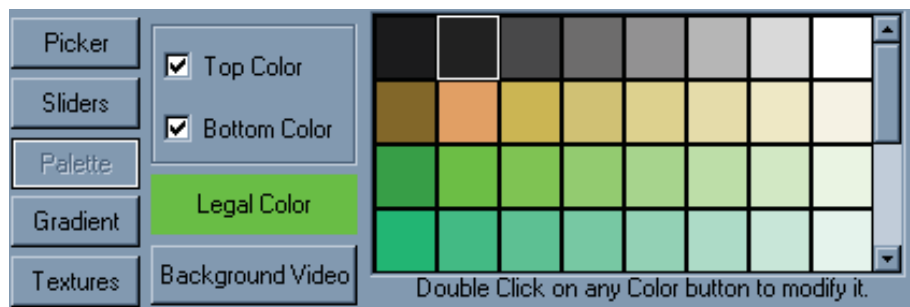 Picker
Sliders
Palette
Gradient
Textures
Top Color
Bottom Color
Legal Color
Background Video
Double Click on any Color button to modify it.